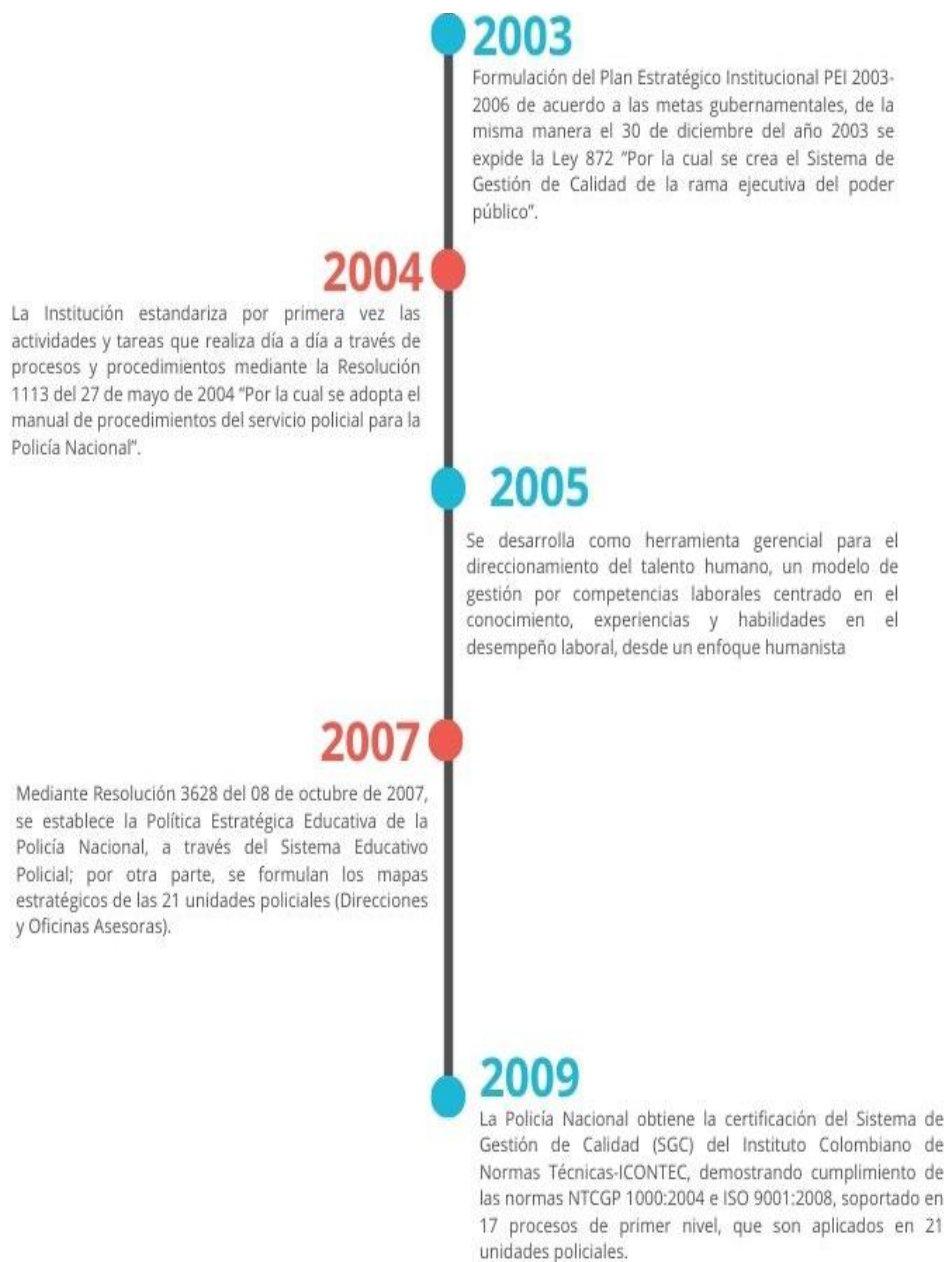 2003
Formulación del Plan Estratégico Institucional PEI 2003-
2006 de acuerdo a las metas gubernamentales, de la
misma manera el 30 de diciembre del año 2003 se
expide la Ley 872 "Por la cual se crea el Sistema de
Gestión de Calidad de la rama ejecutiva del poder
público".
2004
La Institución estandariza por primera vez las
actividades y tareas que realiza día a día a través de
procesos y procedimientos mediante la Resolución
1113 del 27 de mayo de 2004 "Por la cual se adopta el
manual de procedimientos del servicio policial para la
Policía Nacional".
2005
Se desarrolla como herramienta gerencial para el
direccionamiento del talento humano, un modelo de
gestión por competencias laborales centrado en el
conocimiento, experiencias y habilidades en el
desempeño laboral, desde un enfoque humanista
2007
Mediante Resolución 3628 del 08 de octubre de 2007,
se establece la Política Estratégica Educativa de la
Policía Nacional, a través del Sistema Educativo
Policial; por otra parte, se formulan los mapas
estratégicos de las 21 unidades policiales (Direcciones
y Oficinas Asesoras).
2009
La Policía Nacional obtiene la certificación del Sistema de
Gestión de Calidad (SGC) del Instituto Colombiano de
Normas Técnicas-ICONTEC, demostrando cumplimiento de
las normas NTCGP 1000:2004 e ISO 9001:2008, soportado en
17 procesos de primer nivel, que son aplicados en 21
unidades policiales.